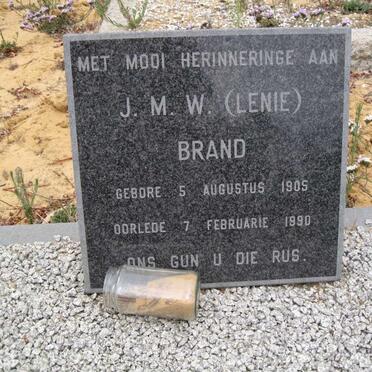 MET MOOI HERINNERINGE AAN
J. M. W. (LENIE)
BRAND
GEBORE 5 AUGUSTUS 1905
OORLEDE 7 FEBRUARIE 1990
ONS GUN U DIE RUS.